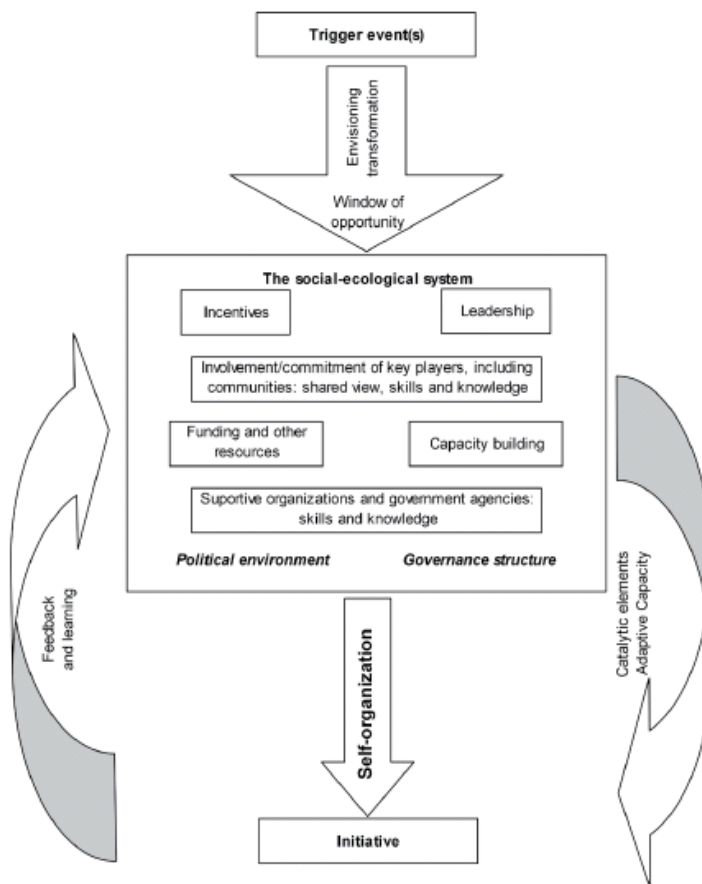 Trigger event(s)
Envisioning
transformation
Window of
opportunity
The social-ecological system
Incentives
Leadership
Involvement/commitment of key players, including
communities: shared view, skills and knowledge
Funding and other
resources
Capacity building
Suportive organizations and government agencies:
skills and knowledge
Political environment
Governance structure
Feedback
and learning
Catalytic elements
Adaptive Capacity
Self-organization
Initiative